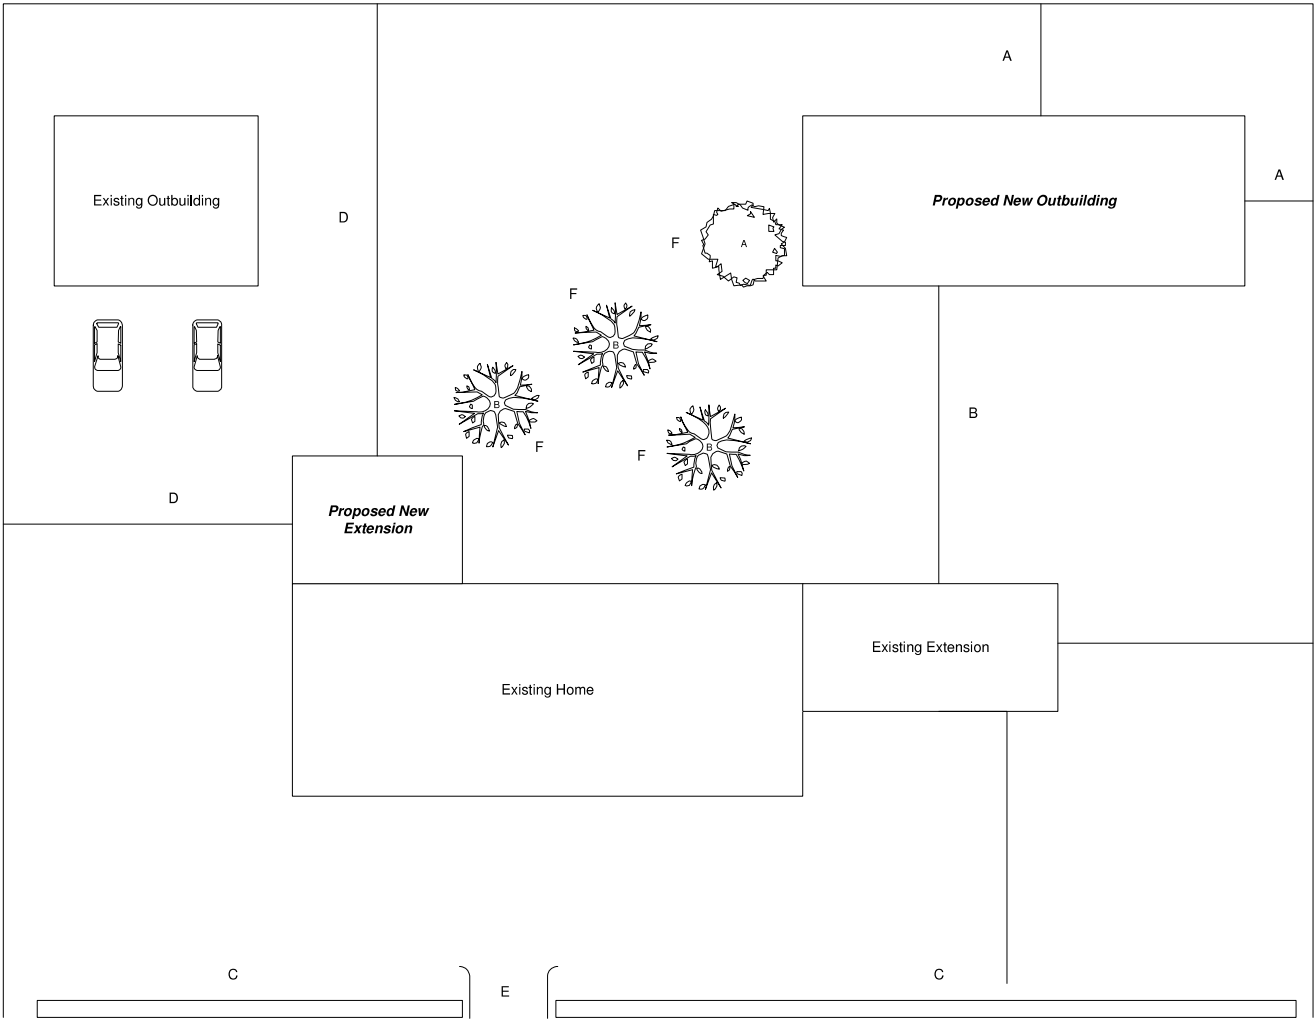 A
A
Existing Outbuilding
Proposed New Outbuilding
D
F
A
F
B
B
F
B
F
B
D
Proposed New
Extension
Existing Extension
Existing Home
C
C
E